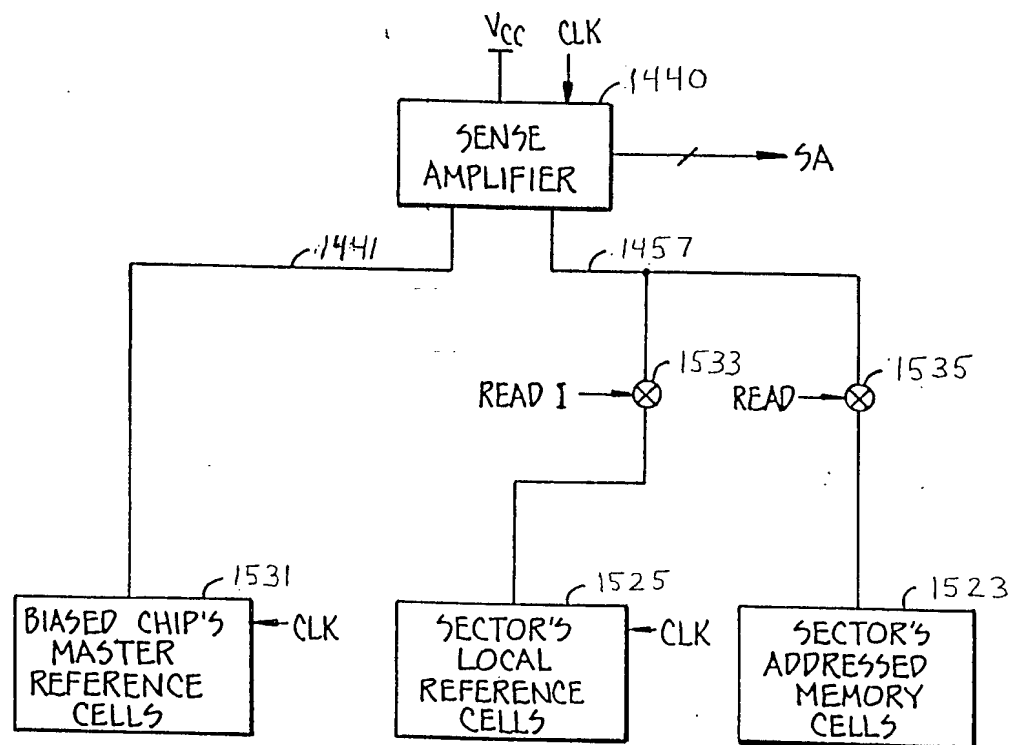 VCC CLK
1440
SENSE
AMPLIFIER
SA
1441
1457
1533
READ I
1535
READ
1531
BIASED CHIP'S
MASTER
REFERENCE
CELLS
CLK
1525
SECTOR'S
LOCAL
REFERENCE
CELLS
CLK
1523
SECTOR'S
ADDRESSED
MEMORY
CELLS